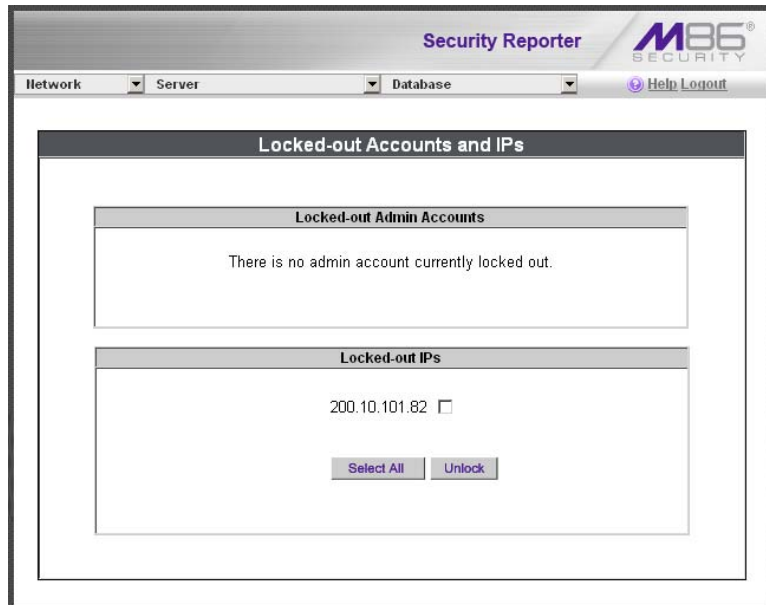 Security Reporter
M86®
SECURITY
Network Server Database Help Logout
Locked-out Accounts and IPs
Locked-out Admin Accounts
There is no admin account currently locked out.
Locked-out IPs
200.10.101.82
Select All Unlock